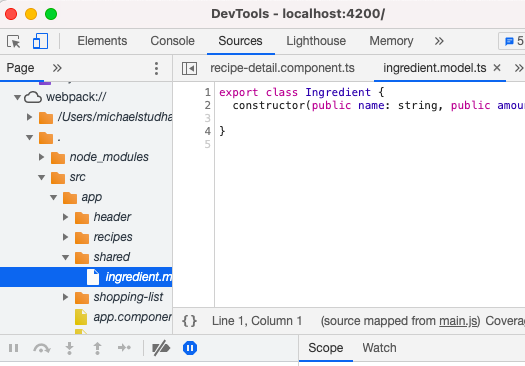 DevTools - localhost:4200/
Elements Console Sources Lighthouse Memory » 5
Page » recipe-detail.component.ts ingredient.model.ts × »
webpack://
/Users/michaelstudha
.
node_modules
src
app
header
recipes
shared
ingredient.m
shopping-list
app.componen
1 export class Ingredient {
2 constructor(public name: string, public amou
3
4 }
5
{} Line 1, Column 1 (source mapped from main.js) Coverag
Scope Watch